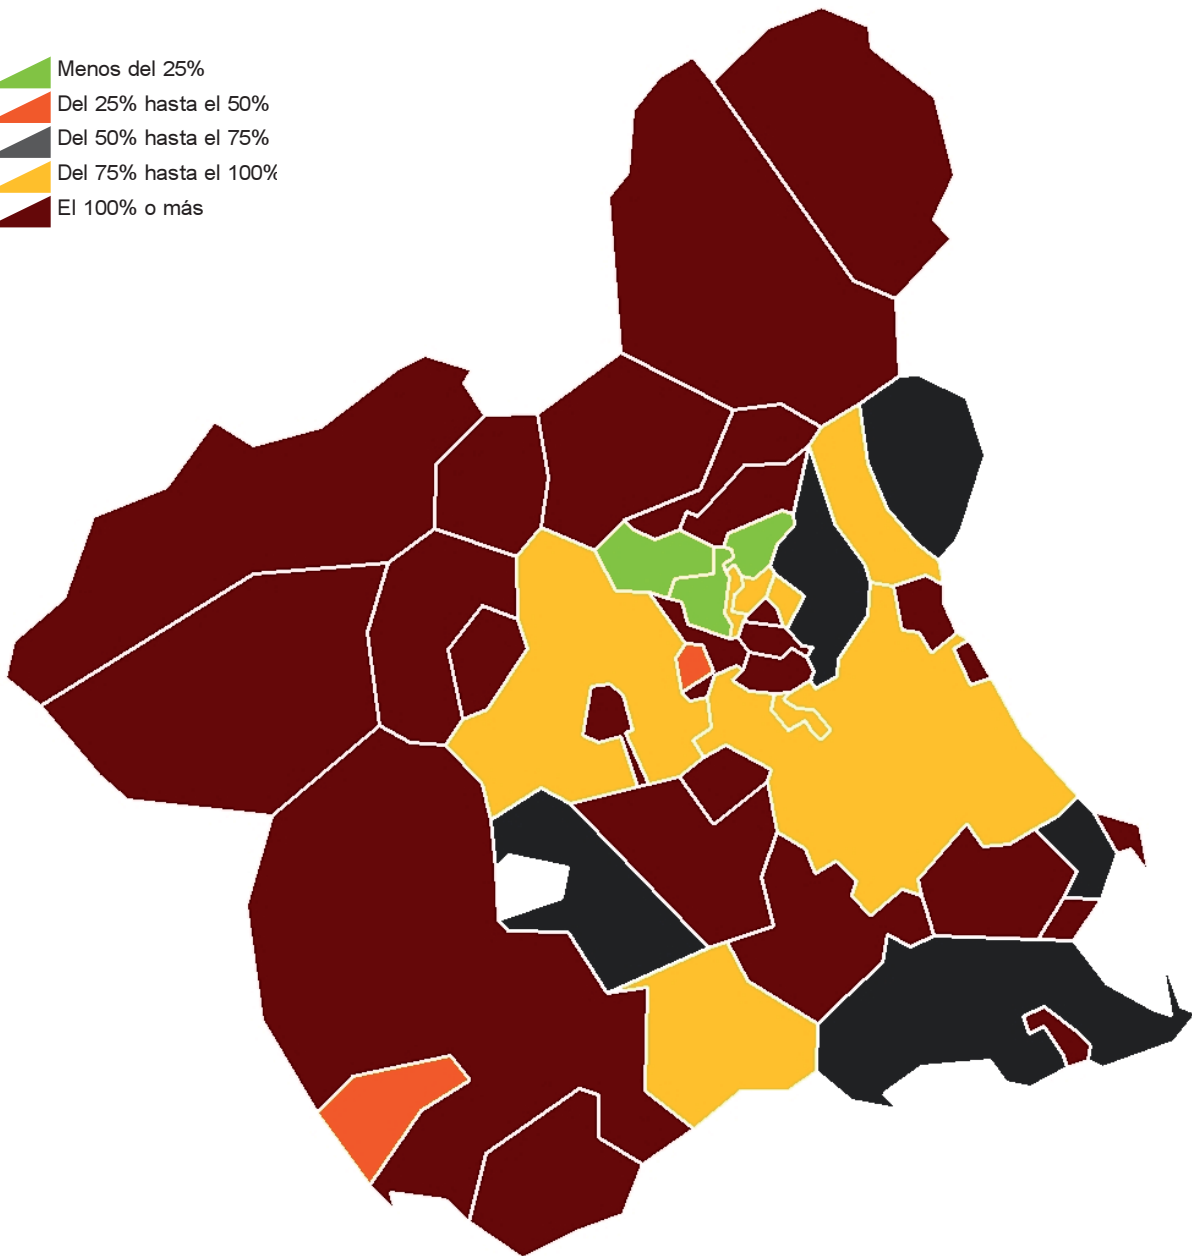 Menos del 25%
Del 25% hasta el 50%
Del 50% hasta el 75%
Del 75% hasta el 100%
El 100% o más